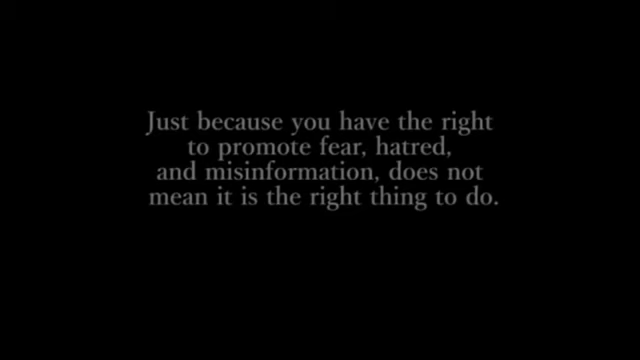 Just because you have the right
to promote fear, hatred,
and misinformation, does not
mean it is the right thing to do.